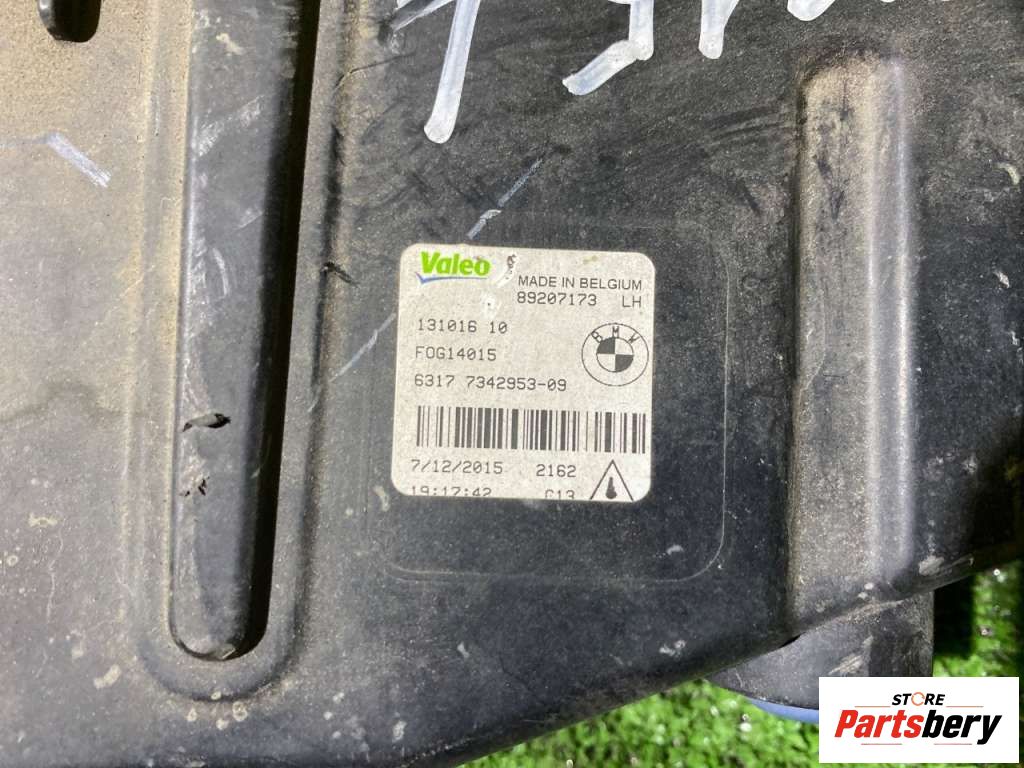 Valeo
MADE IN BELGIUM
89207173 LH
131016 10
BMW
FOG14015
6317 7342953-09
7/12/2015 2162
19:17:42 C13
STORE
Partsbery